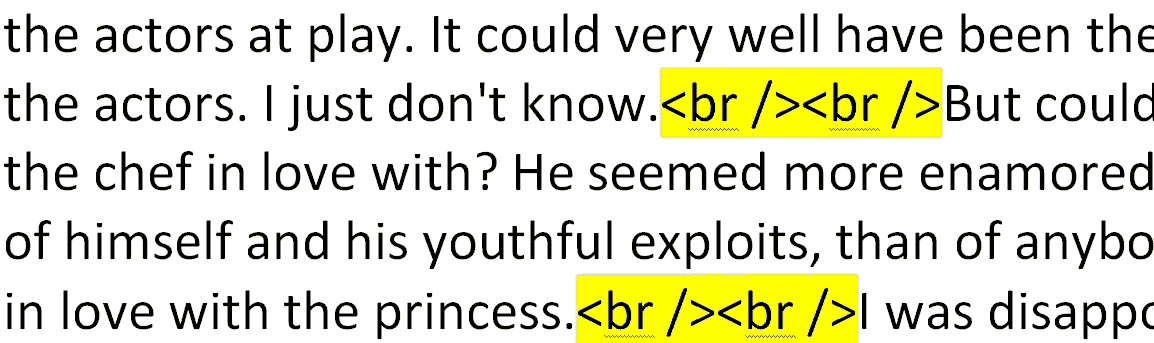 the actors at play. It could very well have been the
the actors. I just don't know.<br /><br />But could
the chef in love with? He seemed more enamored
of himself and his youthful exploits, than of anybo
in love with the princess.<br /><br />I was disappo